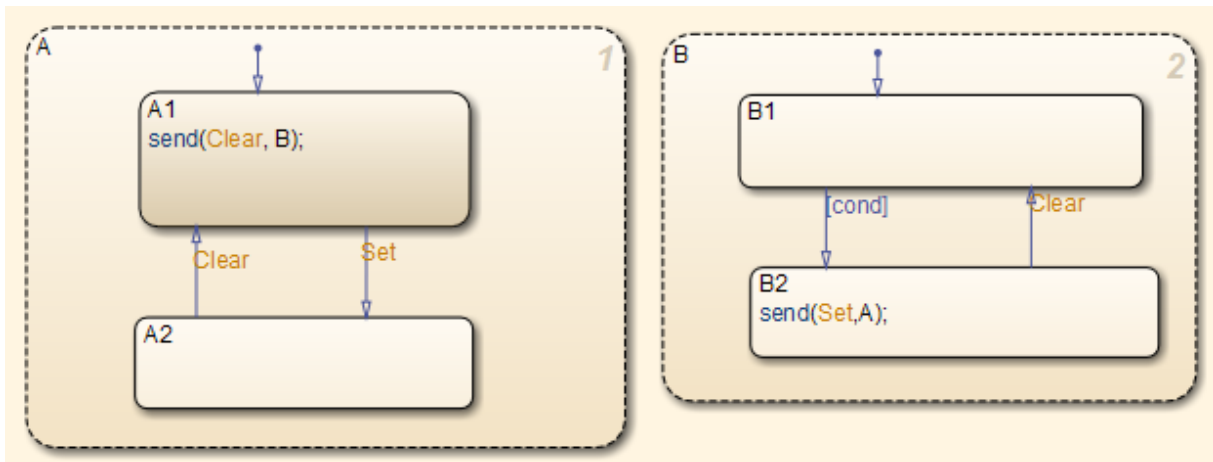 A
1
A1
send(Clear, B);
Clear
Set
A2
B
2
B1
[cond]
Clear
B2
send(Set,A);